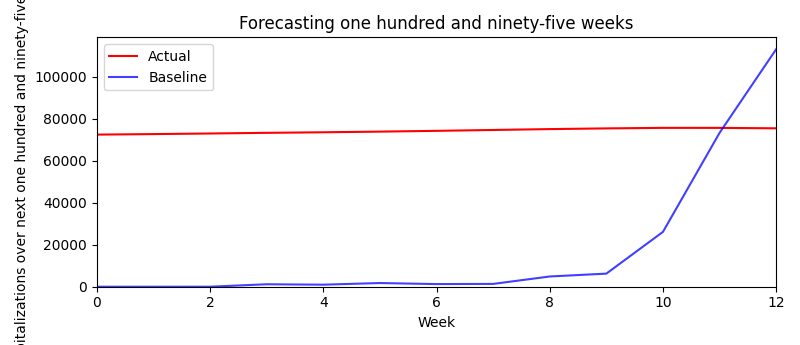 Forecasting one hundred and ninety-five weeks
Actual
Baseline
100000
80000
60000
40000
20000
0
0 2 4 6 8 10 12
Week
over next one hundred and ninety-five